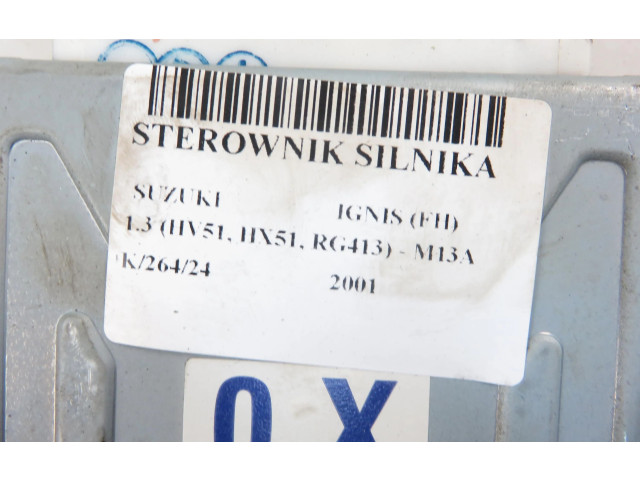 STEROWNIK SILNIKA
SUZUKI IGNIS (FH)
1.3 (HV51, HX51, RG413) - M13A
K/264/24 2001
0X